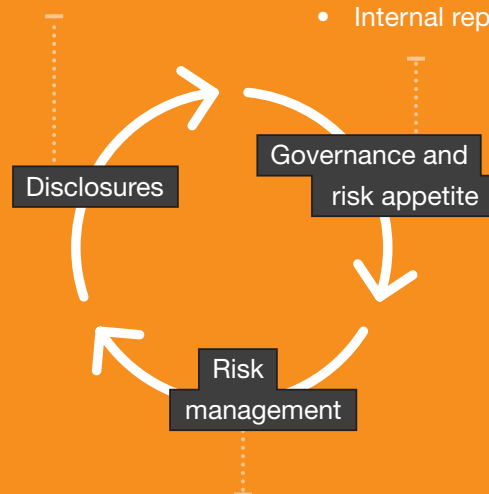 • Internal rep
Governance and
risk appetite
Disclosures
Risk
management